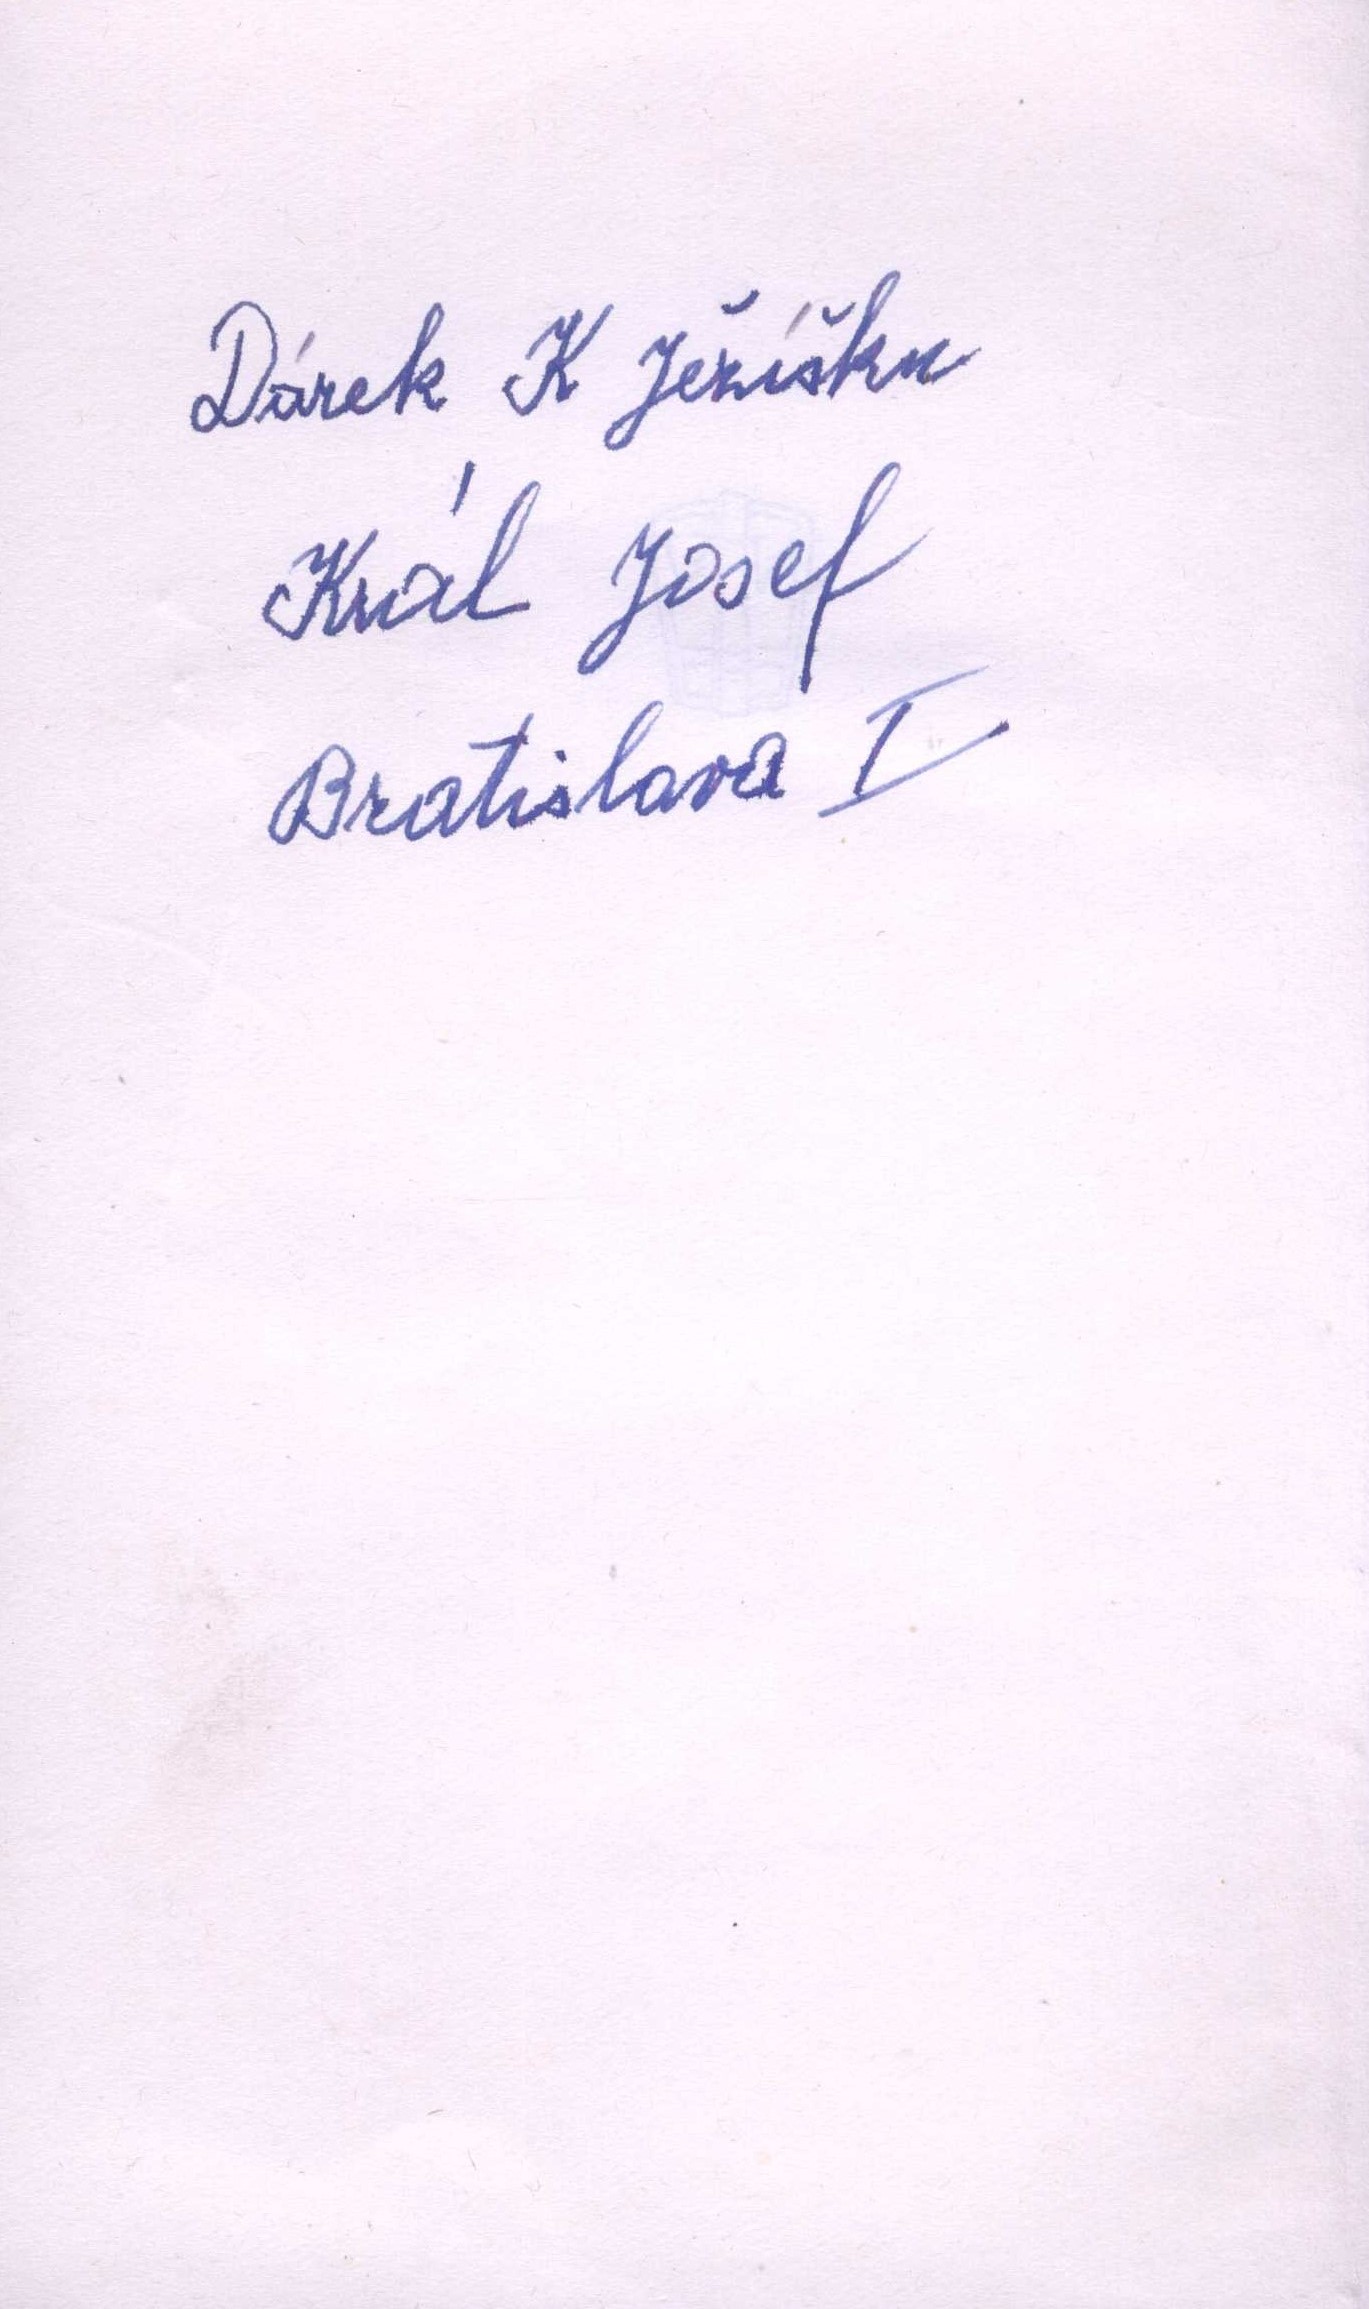 Dárek K Ježíšku
Král Josef
Bratislava I